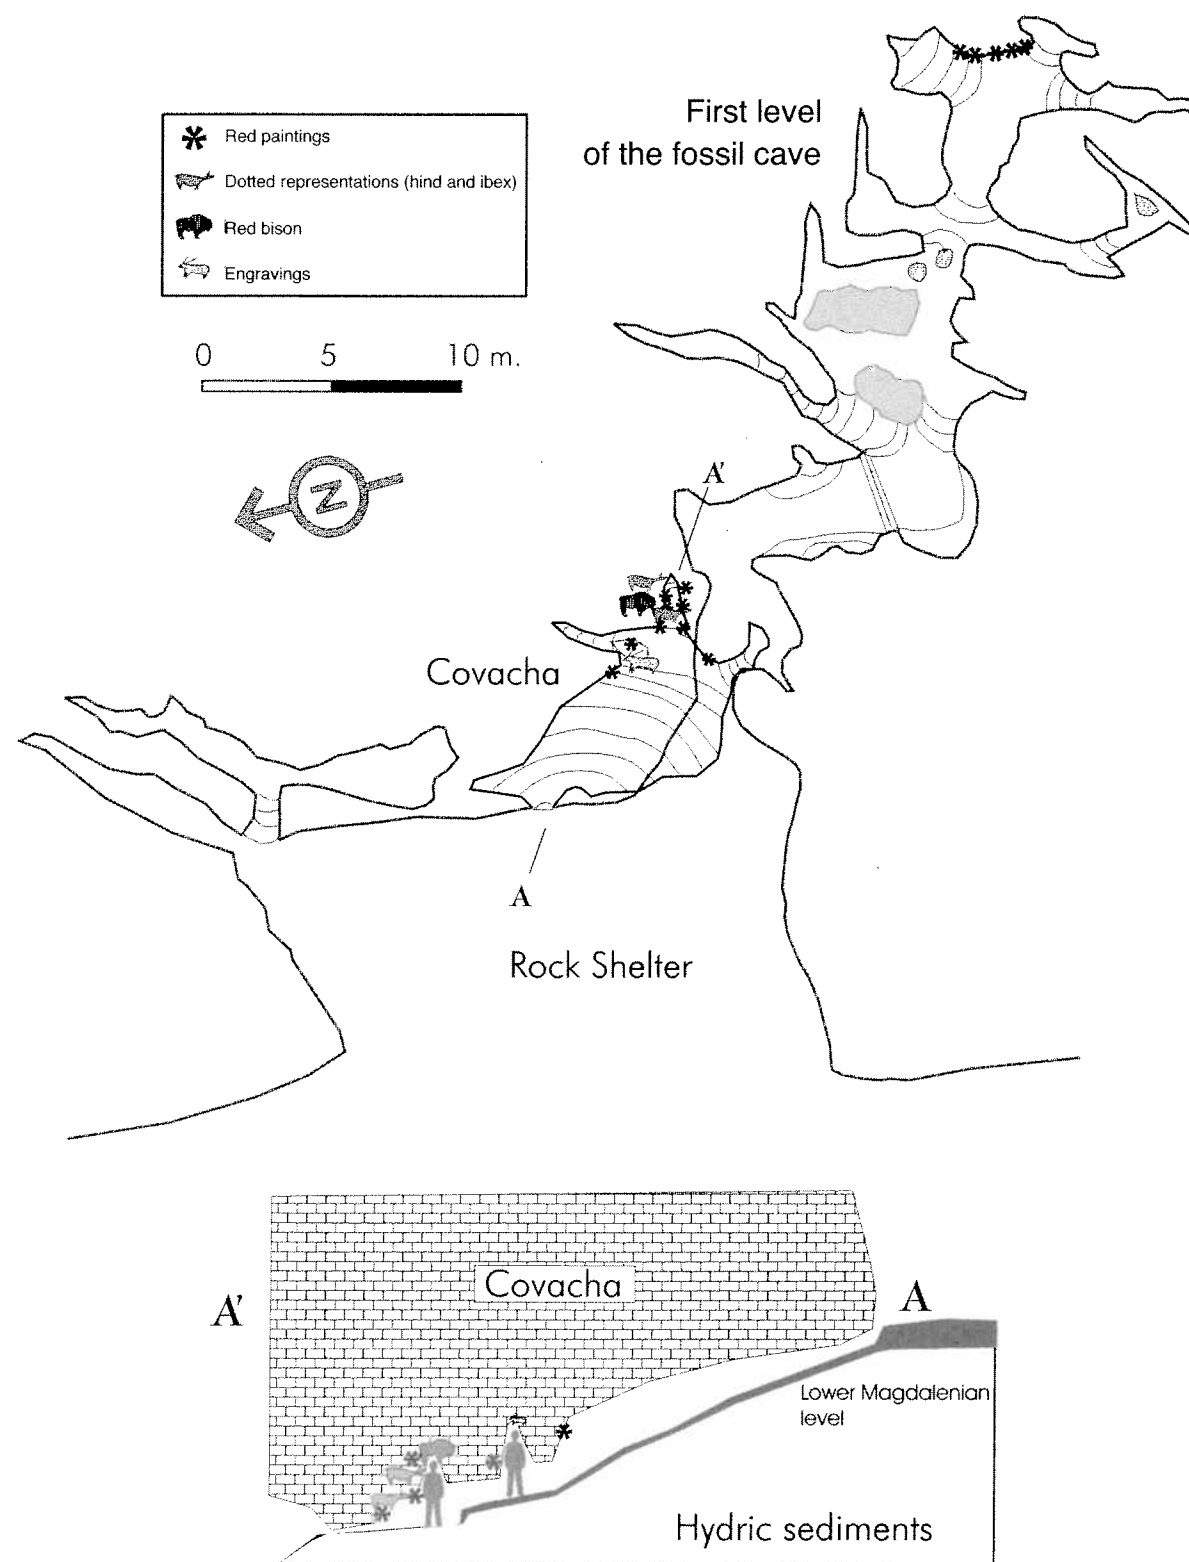 First level
of the fossil cave
Red paintings
Dotted representations (hind and ibex)
Red bison
Engravings
0 5 10 m.
N
A'
Covacha
A
Rock Shelter
Covacha
A'
A
Lower Magdalenian
level
Hydric sediments